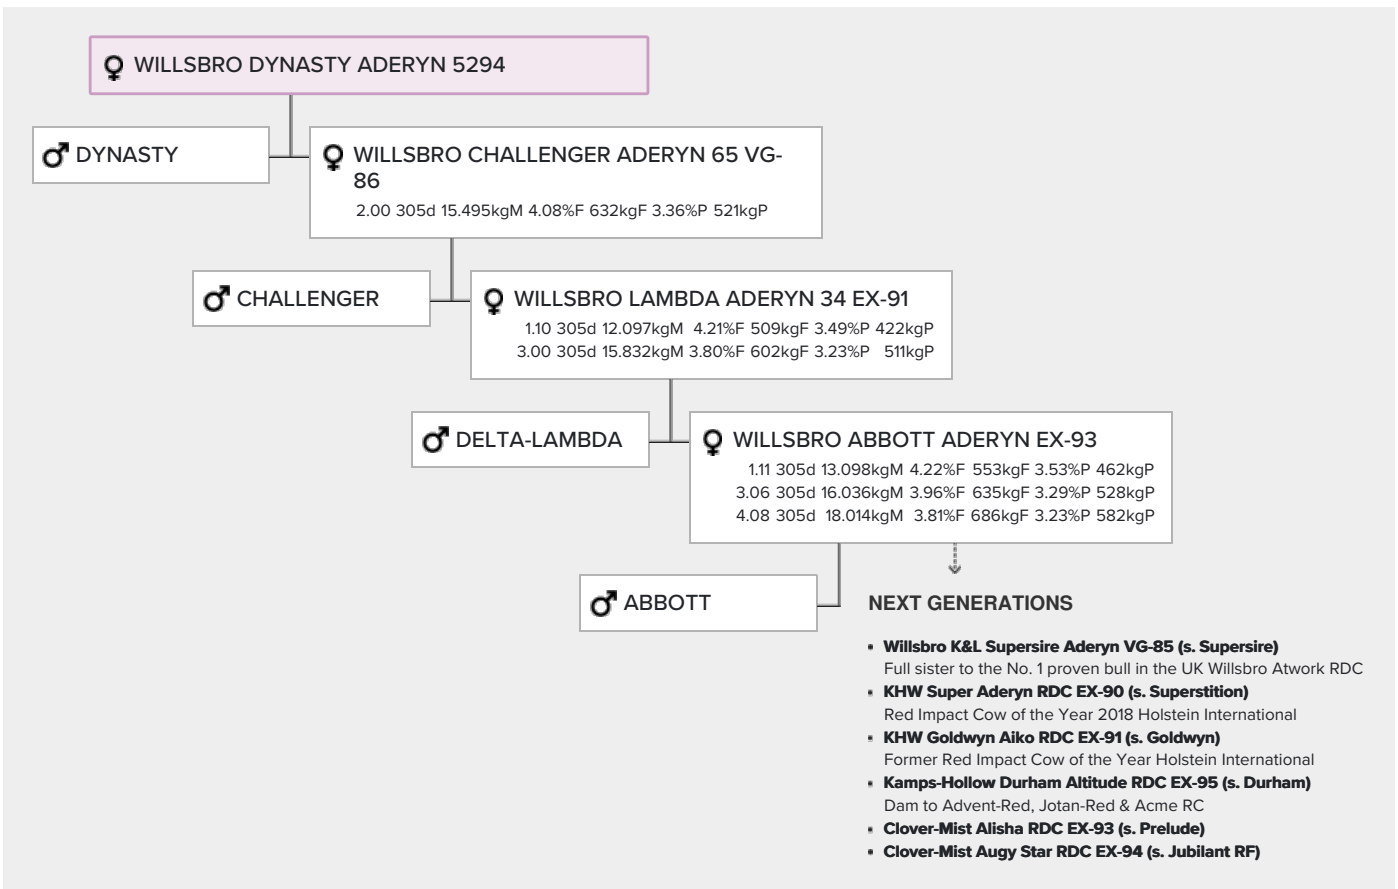 WILLSBRO DYNASTY ADERYN 5294
DYNASTY
WILLSBRO CHALLENGER ADERYN 65 VG-
86
2.00 305d 15.495kgM 4.08%F 632kgF 3.36%P 521kgP
CHALLENGER
WILLSBRO LAMBDA ADERYN 34 EX-91
1.10 305d 12.097kgM 4.21%F 509kgF 3.49%P 422kgP
3.00 305d 15.832kgM 3.80%F 602kgF 3.23%P 511kgP
DELTA-LAMBDA
WILLSBRO ABBOTT ADERYN EX-93
1.11 305d 13.098kgM 4.22%F 553kgF 3.53%P 462kgP
3.06 305d 16.036kgM 3.96%F 635kgF 3.29%P 528kgP
4.08 305d 18.014kgM 3.81%F 686kgF 3.23%P 582kgP
ABBOTT
NEXT GENERATIONS
• Willsbro K&L Supersire Aderyn VG-85 (s. Supersire)
Full sister to the No. 1 proven bull in the UK Willsbro Atwork RDC
• KHW Super Aderyn RDC EX-90 (s. Superstition)
Red Impact Cow of the Year 2018 Holstein International
• KHW Goldwyn Aiko RDC EX-91 (s. Goldwyn)
Former Red Impact Cow of the Year Holstein International
• Kamps-Hollow Durham Altitude RDC EX-95 (s. Durham)
Dam to Advent-Red, Jotan-Red & Acme RC
• Clover-Mist Alisha RDC EX-93 (s. Prelude)
• Clover-Mist Augy Star RDC EX-94 (s. Jubilant RF)